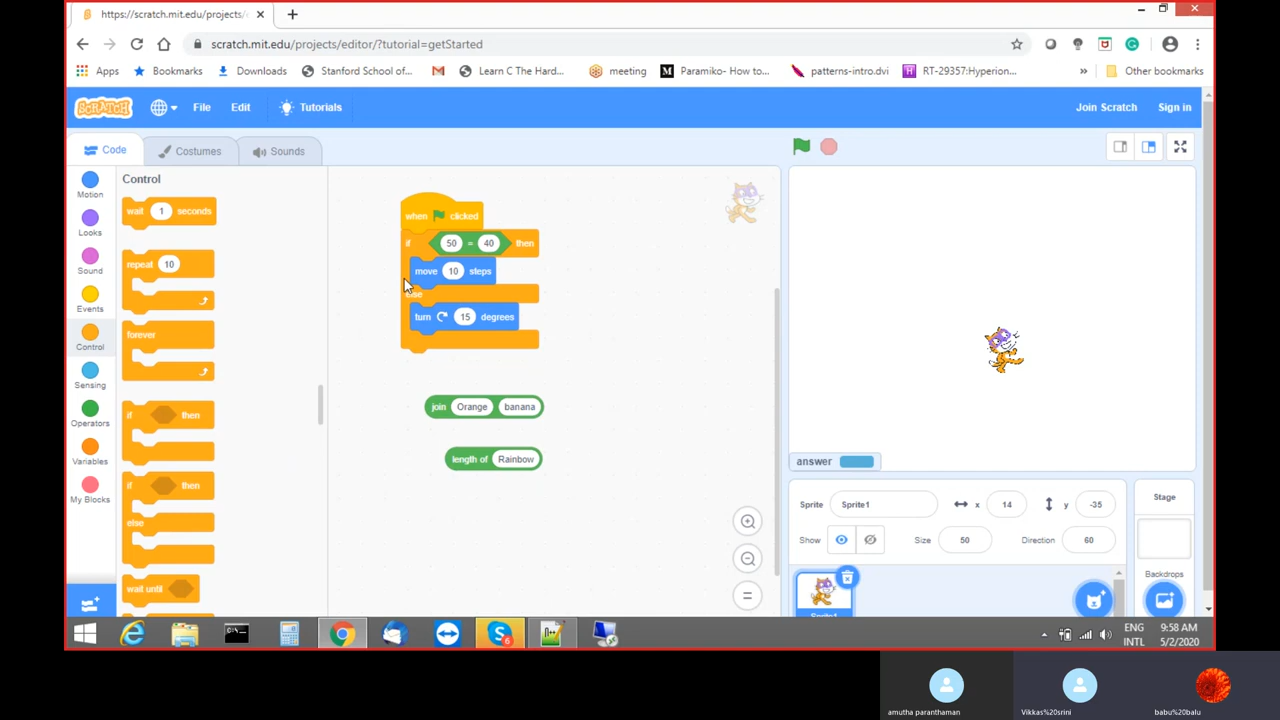 https://scratch.mit.edu/projects/
scratch.mit.edu/projects/editor/?tutorial=getStarted
Apps Bookmarks Downloads Stanford School of... Learn C The Hard... meeting Paramiko- How to... patterns-intro.dvi RT-29357:Hyperion... » Other bookmarks
SCRATCH File Edit Tutorials Join Scratch Sign in
Code Costumes Sounds
Motion
Looks
Sound
Events
Control
Sensing
Operators
Variables
My Blocks
Control
wait 1 seconds
repeat 10
forever
if then
if then
else
wait until
when clicked
if 50 = 40 then
move 10 steps
else
turn 15 degrees
join Orange banana
length of Rainbow
answer
Sprite Sprite1 x 14 y -35
Show Size 50 Direction 60
Sprite1
Stage
Backdrops
6
ENG
INTL
9:58 AM
5/2/2020
amutha paranthaman
Vikkas%20srini
babu%20balu